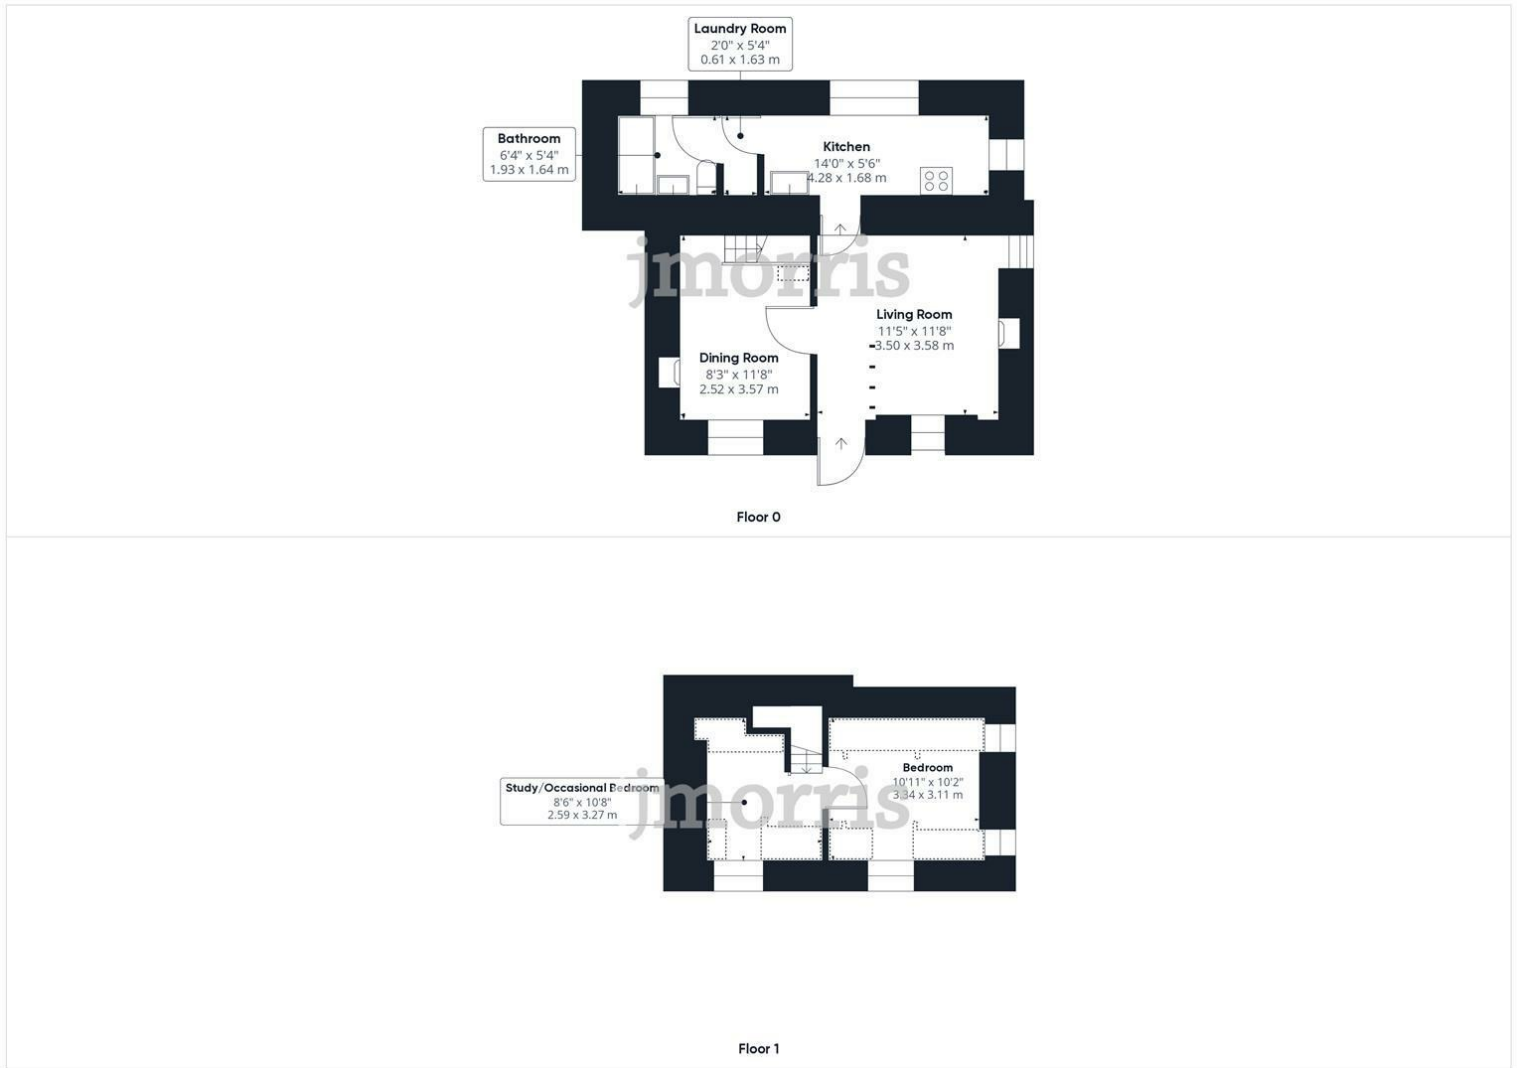 Laundry Room
2'0" x 5'4"
0.61 x 1.63 m
Bathroom
6'4" x 5'4"
1.93 x 1.64 m
Kitchen
14'0" x 5'6"
4.28 x 1.68 m
jmorris
Living Room
11'5" x 11'8"
3.50 x 3.58 m
Dining Room
8'3" x 11'8"
2.52 x 3.57 m
Floor 0
Bedroom
10'11" x 10'2"
3.34 x 3.11 m
Study/Occasional Bedroom
8'6" x 10'8"
2.59 x 3.27 m
jmorris
Floor 1